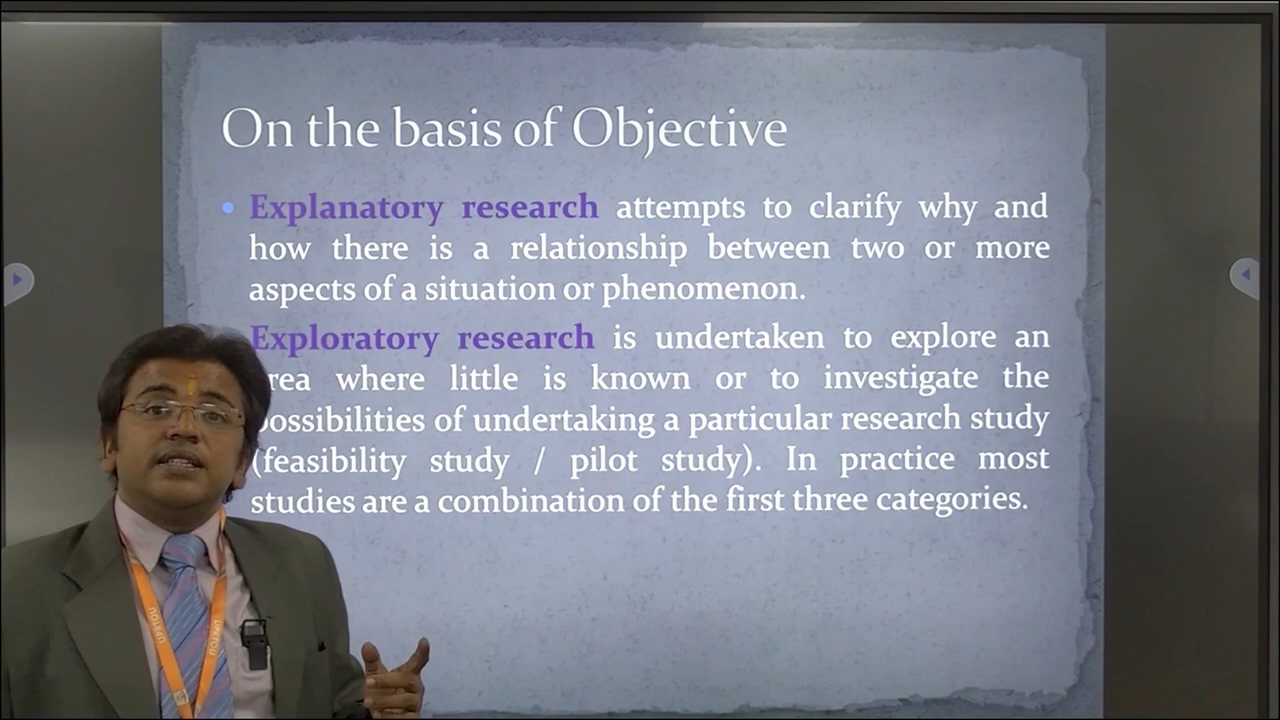 On the basis of Objective
Explanatory research attempts to clarify why and
how there is a relationship between two or more
aspects of a situation or phenomenon.
Exploratory research is undertaken to explore an
where little is known or to investigate the
possibilities of undertaking a particular research study
(feasibility study / pilot study). In practice most
studies are a combination of the first three categories.
UPRTOU
UPRTOU